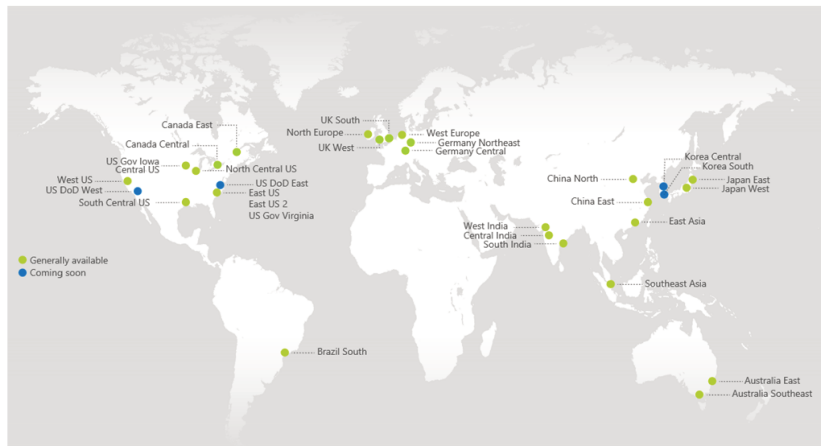 Canada East
Canada Central
US Gov Iowa
Central US
North Central US
West US
US DoD West
South Central US
US DoD East
East US
East US 2
US Gov Virginia
UK South
North Europe
UK West
West Europe
Germany Northeast
Germany Central
Korea Central
Korea South
China North
Japan East
Japan West
China East
East Asia
West India
Central India
South India
Southeast Asia
Generally available
Coming soon
Brazil South
Australia East
Australia Southeast